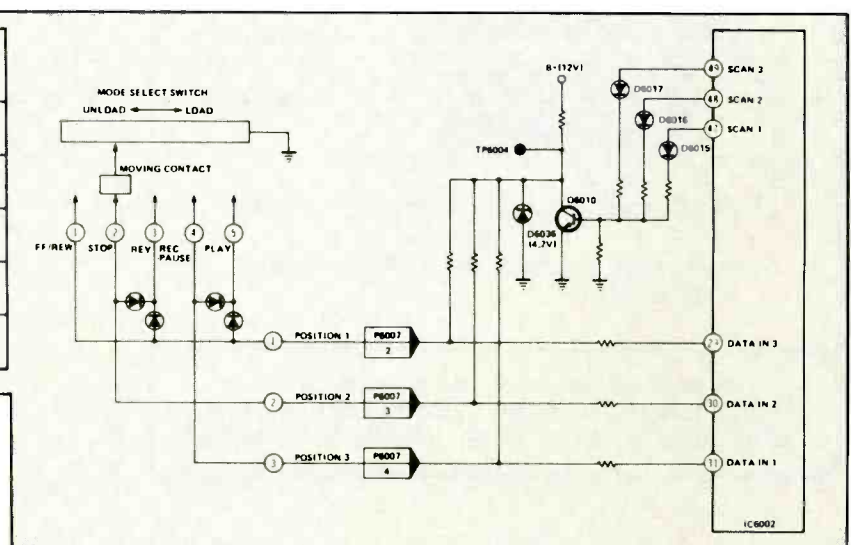 MODE SELECT SWITCH
UNLOAD LOAD
MOVING CONTACT
1 2 3 4 5
FF/REW STOP REV REC PAUSE PLAY
B+(12V)
TP6004
D6036
(4.7V)
D6010
D6017
D6016
D6015
49 SCAN 3
48 SCAN 2
SCAN 1
1 POSITION 1 P6007 2
DATA IN 3
2 POSITION 2 P6007 3
30 DATA IN 2
3 POSITION 3 P6007 4
31 DATA IN 1
IC6002